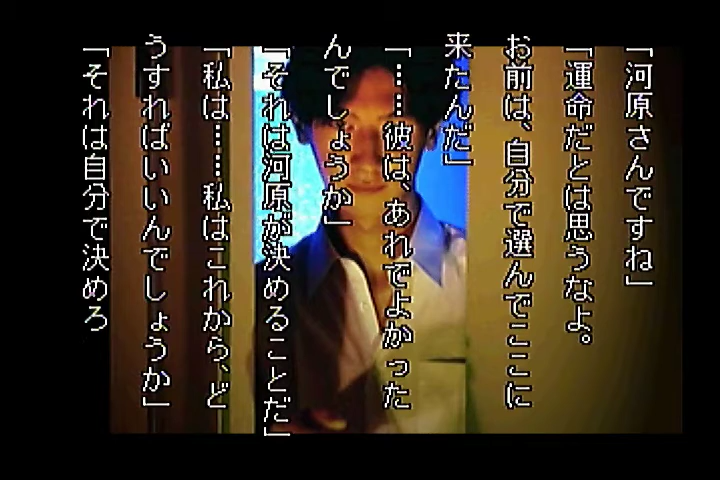 「河原さんですね」
「運命だとは思うなよ。
お前は、自分で選んでここに
来たんだ」
「……彼は、あれでよかった
んでしょうか」
「それは河原が決めることだ」
「私は……私はこれから、ど
うすればいいんでしょうか」
「それは自分で決めろ